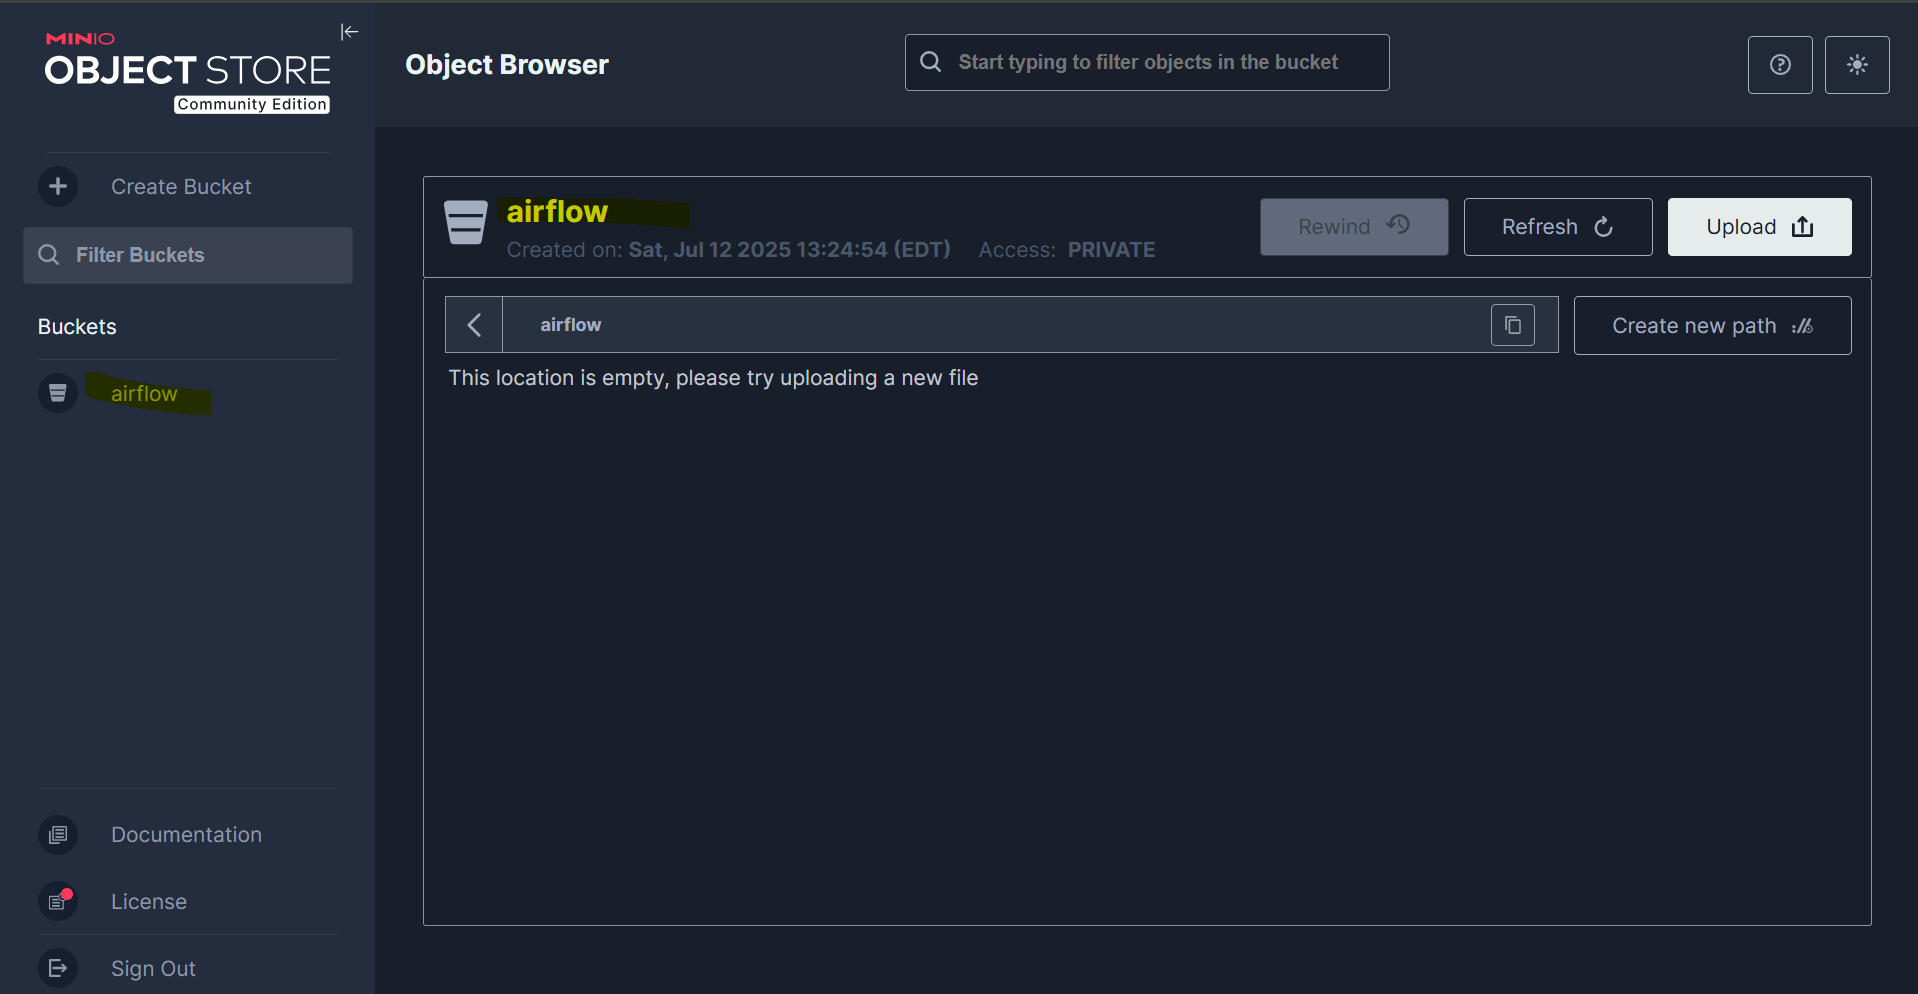 MINIO
OBJECT STORE
Community Edition
Create Bucket
Filter Buckets
Buckets
airflow
Documentation
License
Sign Out
Object Browser
Start typing to filter objects in the bucket
airflow
Created on: Sat, Jul 12 2025 13:24:54 (EDT) Access: PRIVATE
Rewind
Refresh
Upload
airflow
Create new path
This location is empty, please try uploading a new file